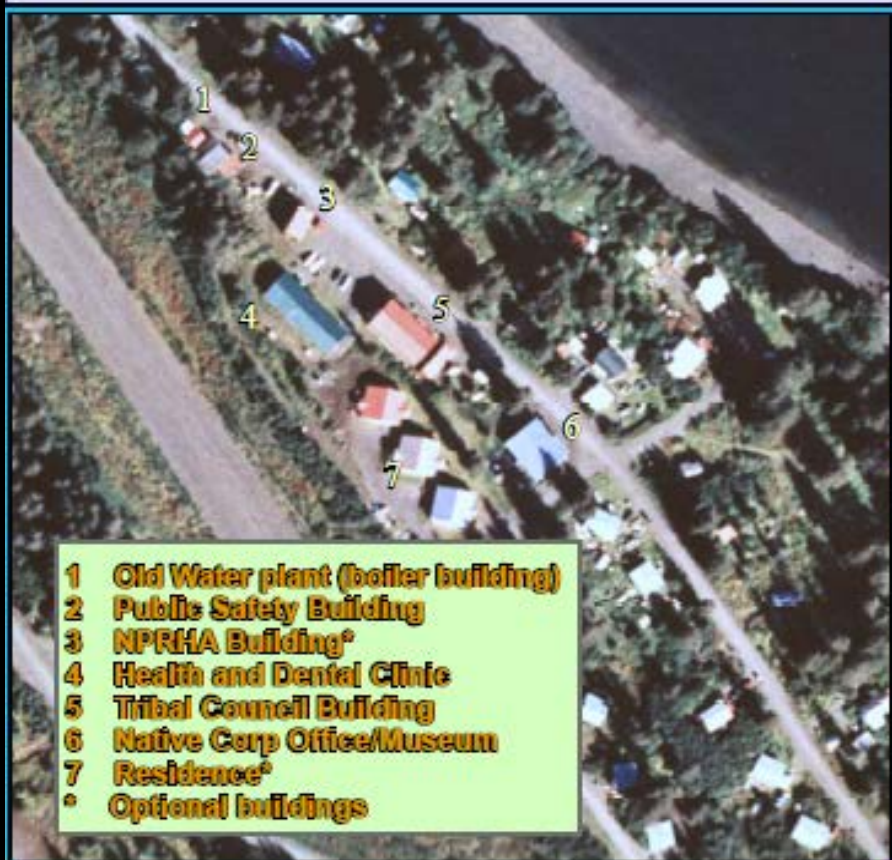 1
2
3
4
5
6
7
1 Old Water plant (boiler building)
2 Public Safety Building
3 NPRHA Building*
4 Health and Dental Clinic
5 Tribal Council Building
6 Native Corp Office/Museum
7 Residence*
* Optional buildings